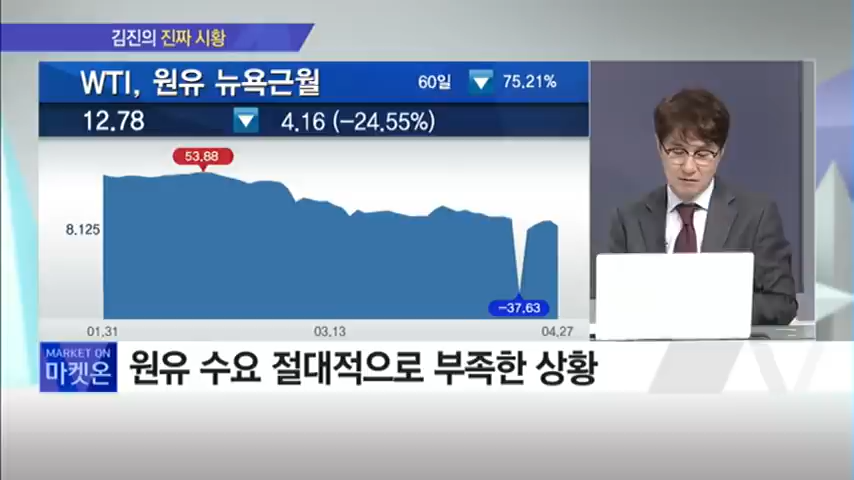 김진의 진짜 시황
WTI, 원유 뉴욕근월 60일 ▼ 75.21%
12.78 ▼ 4.16 (-24.55%)
53.88
8.125
-37.63
01.31 03.13 04.27
MARKET ON
마켓온
원유 수요 절대적으로 부족한 상황